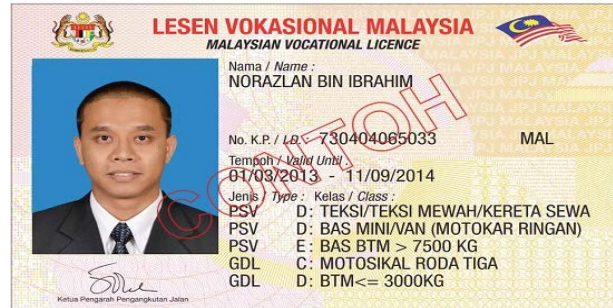 LESEN VOKASIONAL MALAYSIA
MALAYSIAN VOCATIONAL LICENCE
Nama / Name :
NORAZLAN BIN IBRAHIM
No. K.P. / I.D. : 730404065033 MAL
Tempoh / Valid Until :
01/03/2013 - 11/09/2014
Jenis / Type : Kelas / Class :
PSV D : TEKSI/TEKSI MEWAH/KERETA SEWA
PSV D : BAS MINI/VAN (MOTOKAR RINGAN)
PSV E : BAS BTM > 7500 KG
GDL C : MOTOSIKAL RODA TIGA
GDL D : BTM<= 3000KG
CONTOH
Ketua Pengarah Pengangkutan Jalan